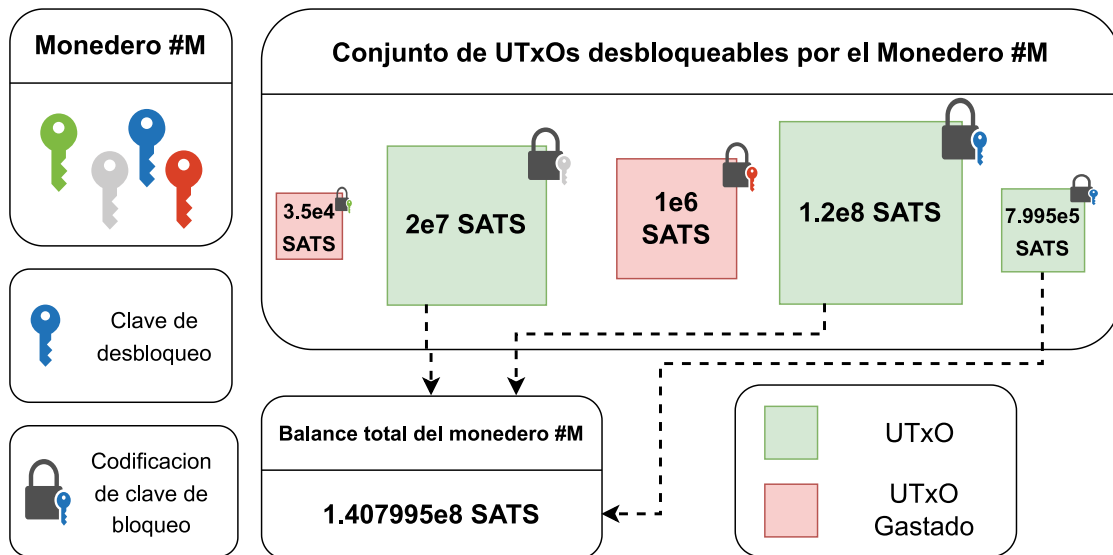 Monedero #M
Conjunto de UTxOs desbloqueables por el Monedero #M
3.5e4
SATS
2e7 SATS
1e6
SATS
1.2e8 SATS
7.995e5
SATS
Clave de
desbloqueo
Codificacion
de clave de
bloqueo
Balance total del monedero #M
1.407995e8 SATS
UTxO
UTxO
Gastado